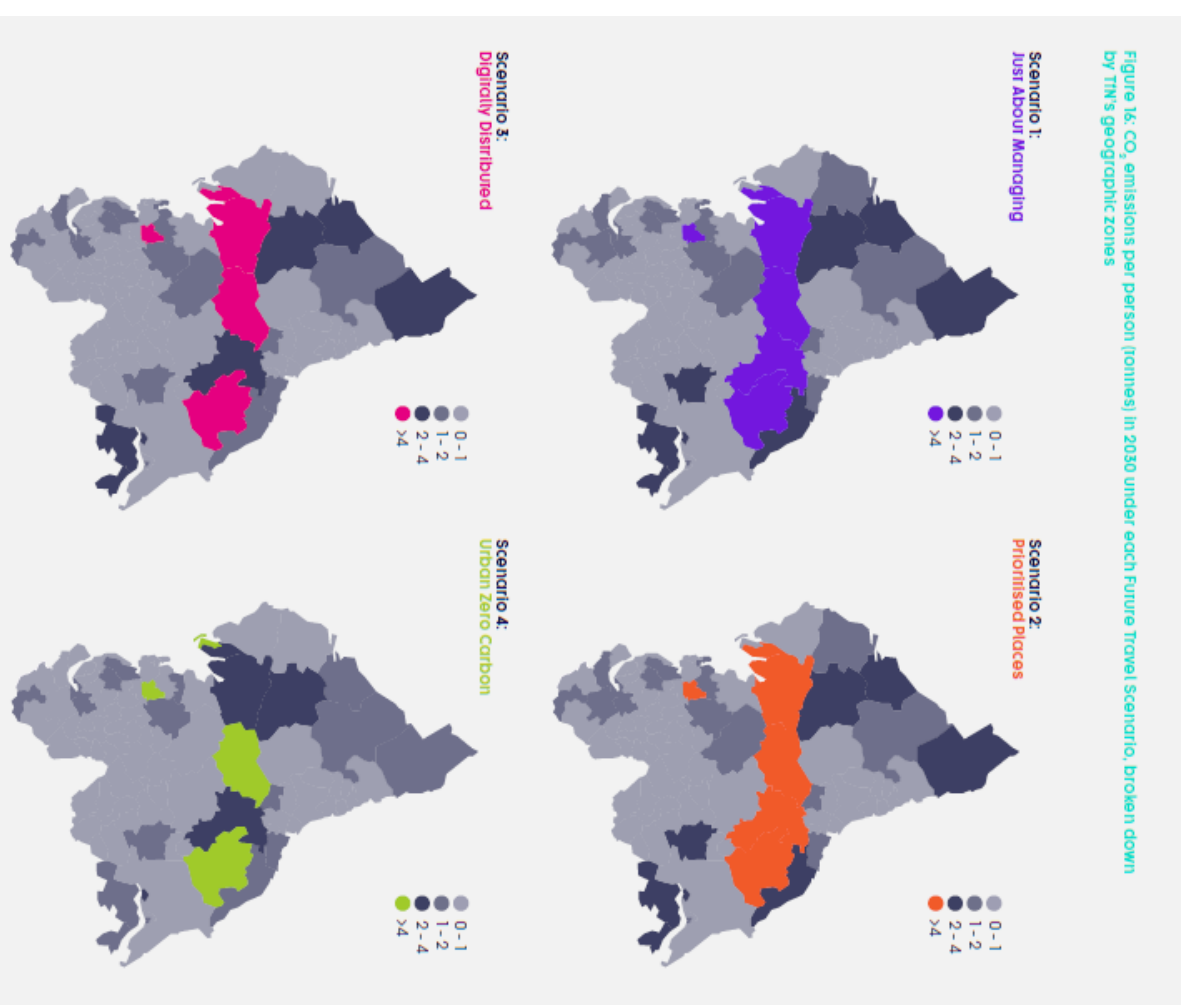 Figure 16: CO₂ emissions per person (tonnes) in 2030 under each Future Travel Scenario, broken down
by TfN's geographic zones
Scenario 1:
Just About Managing
0 - 1
1 - 2
2 - 4
>4
Scenario 2:
Prioritised Places
0 - 1
1 - 2
2 - 4
>4
Scenario 3:
Digitally Distributed
0 - 1
1 - 2
2 - 4
>4
Scenario 4:
Urban Zero Carbon
0 - 1
1 - 2
2 - 4
>4